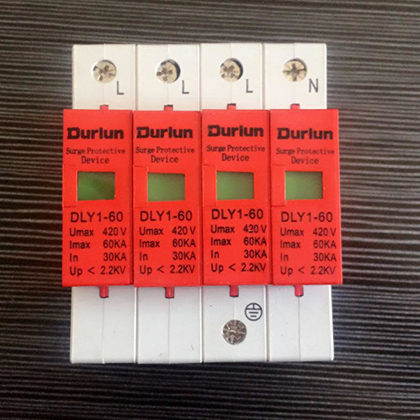 L L L N
Durlun Durlun Durlun Durlun
Surge Protective Surge Protective Surge Protective Surge Protective
Device Device Device Device
DLY1-60 DLY1-60 DLY1-60 DLY1-60
Umax 420 V Umax 420 V Umax 420 V Umax 420 V
Imax 60KA Imax 60KA Imax 60KA Imax 60KA
In 30KA In 30KA In 30KA In 30KA
Up < 2.2KV Up < 2.2KV Up < 2.2KV Up < 2.2KV